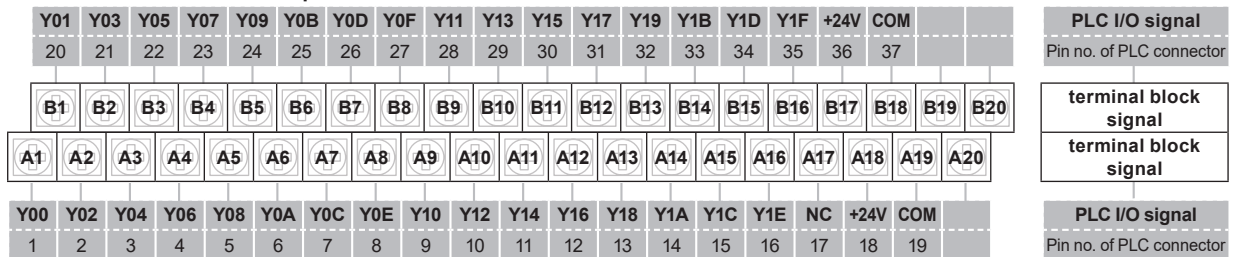 Y01 Y03 Y05 Y07 Y09 Y0B Y0D Y0F Y11 Y13 Y15 Y17 Y19 Y1B Y1D Y1F +24V COM PLC I/O signal
20 21 22 23 24 25 26 27 28 29 30 31 32 33 34 35 36 37 Pin no. of PLC connector
B1 B2 B3 B4 B5 B6 B7 B8 B9 B10 B11 B12 B13 B14 B15 B16 B17 B18 B19 B20 terminal block
signal
A1 A2 A3 A4 A5 A6 A7 A8 A9 A10 A11 A12 A13 A14 A15 A16 A17 A18 A19 A20 terminal block
signal
Y00 Y02 Y04 Y06 Y08 Y0A Y0C Y0E Y10 Y12 Y14 Y16 Y18 Y1A Y1C Y1E NC +24V COM PLC I/O signal
1 2 3 4 5 6 7 8 9 10 11 12 13 14 15 16 17 18 19 Pin no. of PLC connector